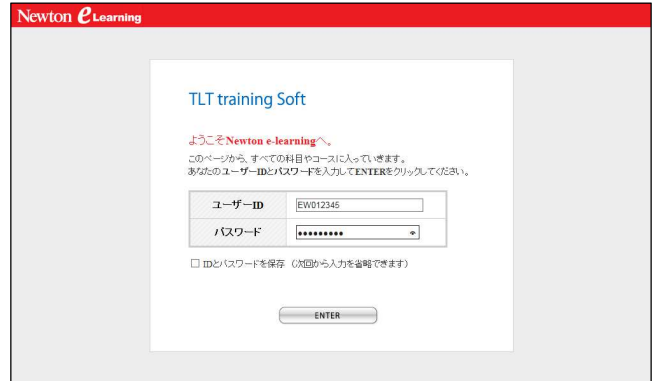 Newton e Learning
TLT training Soft
ようこそNewton e-learningへ。
このページから、すべての科目やコースに入っていきます。
あなたのユーザーIDとパスワードを入力してENTERをクリックしてください。
ユーザーID EW012345
パスワード •••••••••
IDとパスワードを保存（次回から入力を省略できます）
ENTER